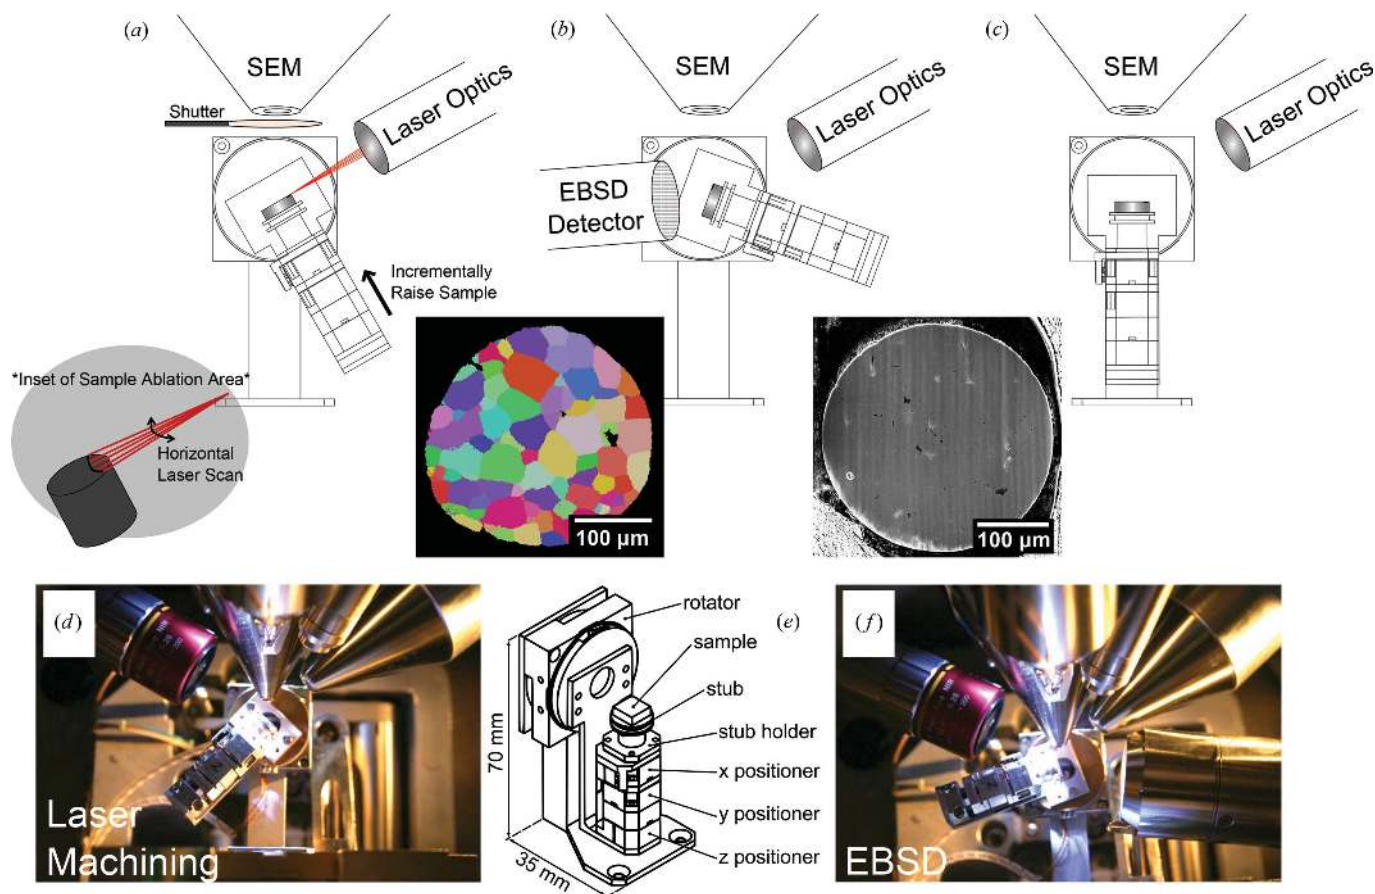 (a)
SEM
Shutter
Laser Optics
Incrementally
Raise Sample
*Inset of Sample Ablation Area*
Horizontal
Laser Scan
(b)
SEM
Laser Optics
EBSD
Detector
100 µm
(c)
SEM
Laser Optics
100 µm
(d)
Laser
Machining
(e)
rotator
sample
stub
stub holder
x positioner
y positioner
z positioner
70 mm
35 mm
(f)
EBSD